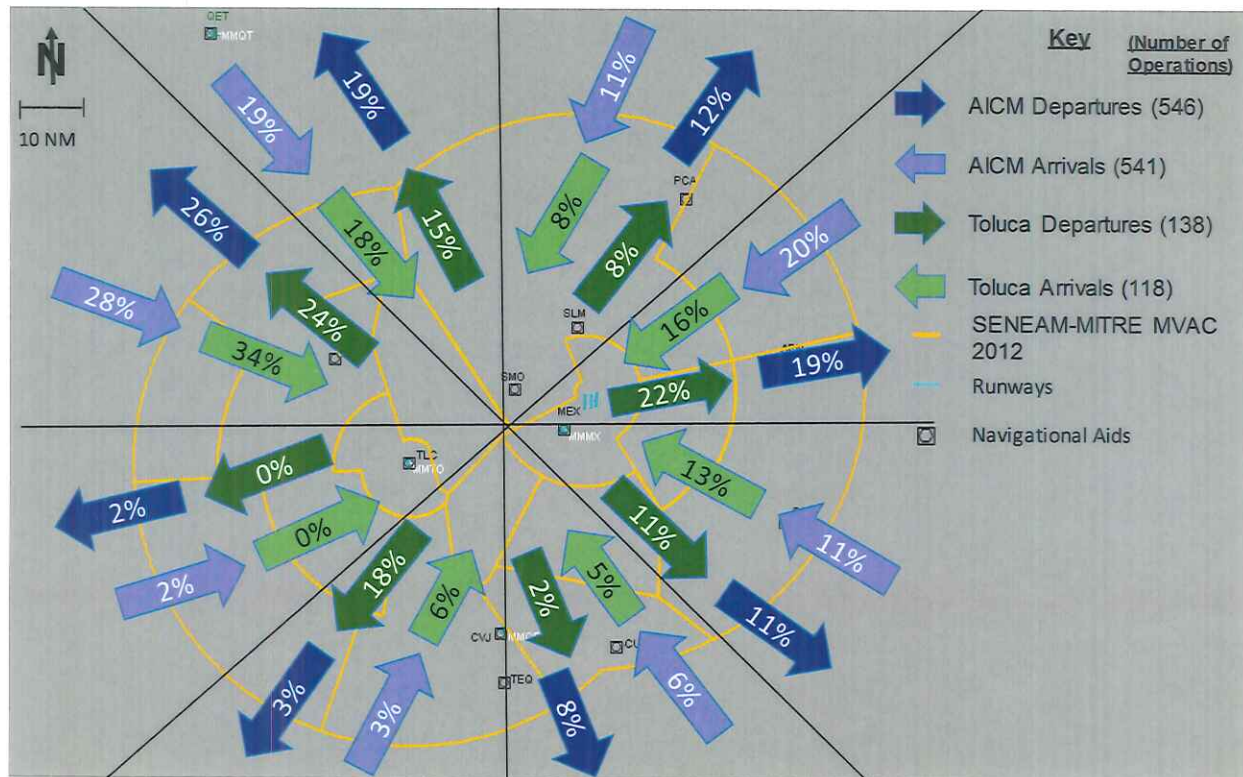 QET
MMQT
N
10 NM
Key
(Number of
Operations)
AICM Departures (546)
AICM Arrivals (541)
Toluca Departures (138)
Toluca Arrivals (118)
SENEAM-MITRE MVAC
2012
Runways
Navigational Aids
19%
19%
11%
12%
26%
18%
15%
8%
PCA
8%
20%
28%
24%
34%
SLM
16%
19%
SMO
22%
MEX
MMMX
TLC
MMTO
0%
13%
2%
0%
11%
11%
2%
18%
6%
2%
5%
11%
CVJ
3%
3%
TEQ
8%
6%